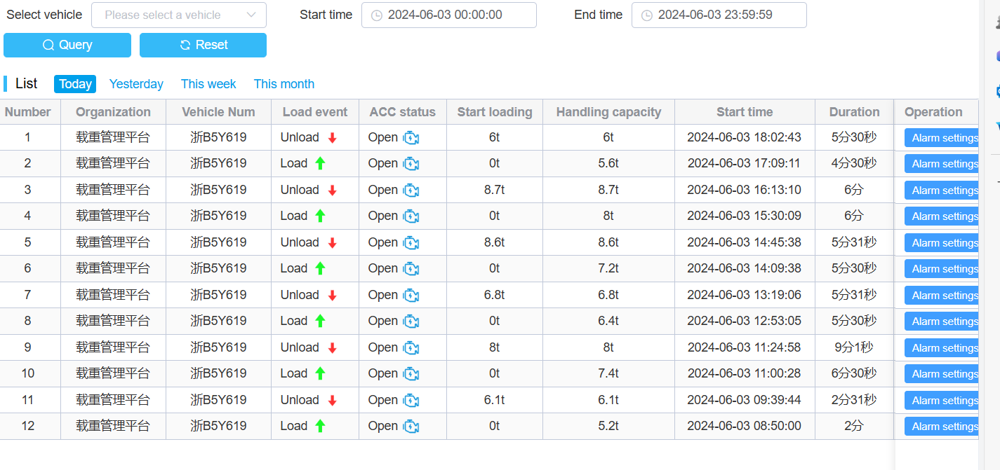 Select vehicle Please select a vehicle Start time 2024-06-03 00:00:00 End time 2024-06-03 23:59:59
Query Reset
List Today Yesterday This week This month
Number Organization Vehicle Num Load event ACC status Start loading Handling capacity Start time Duration Operation
1 载重管理平台 浙B5Y619 Unload Open 6t 6t 2024-06-03 18:02:43 5分30秒 Alarm settings
2 载重管理平台 浙B5Y619 Load Open 0t 5.6t 2024-06-03 17:09:11 4分30秒 Alarm settings
3 载重管理平台 浙B5Y619 Unload Open 8.7t 8.7t 2024-06-03 16:13:10 6分 Alarm settings
4 载重管理平台 浙B5Y619 Load Open 0t 8t 2024-06-03 15:30:09 6分 Alarm settings
5 载重管理平台 浙B5Y619 Unload Open 8.6t 8.6t 2024-06-03 14:45:38 5分31秒 Alarm settings
6 载重管理平台 浙B5Y619 Load Open 0t 7.2t 2024-06-03 14:09:38 5分30秒 Alarm settings
7 载重管理平台 浙B5Y619 Unload Open 6.8t 6.8t 2024-06-03 13:19:06 5分31秒 Alarm settings
8 载重管理平台 浙B5Y619 Load Open 0t 6.4t 2024-06-03 12:53:05 5分30秒 Alarm settings
9 载重管理平台 浙B5Y619 Unload Open 8t 8t 2024-06-03 11:24:58 9分1秒 Alarm settings
10 载重管理平台 浙B5Y619 Load Open 0t 7.4t 2024-06-03 11:00:28 6分30秒 Alarm settings
11 载重管理平台 浙B5Y619 Unload Open 6.1t 6.1t 2024-06-03 09:39:44 2分31秒 Alarm settings
12 载重管理平台 浙B5Y619 Load Open 0t 5.2t 2024-06-03 08:50:00 2分 Alarm settings